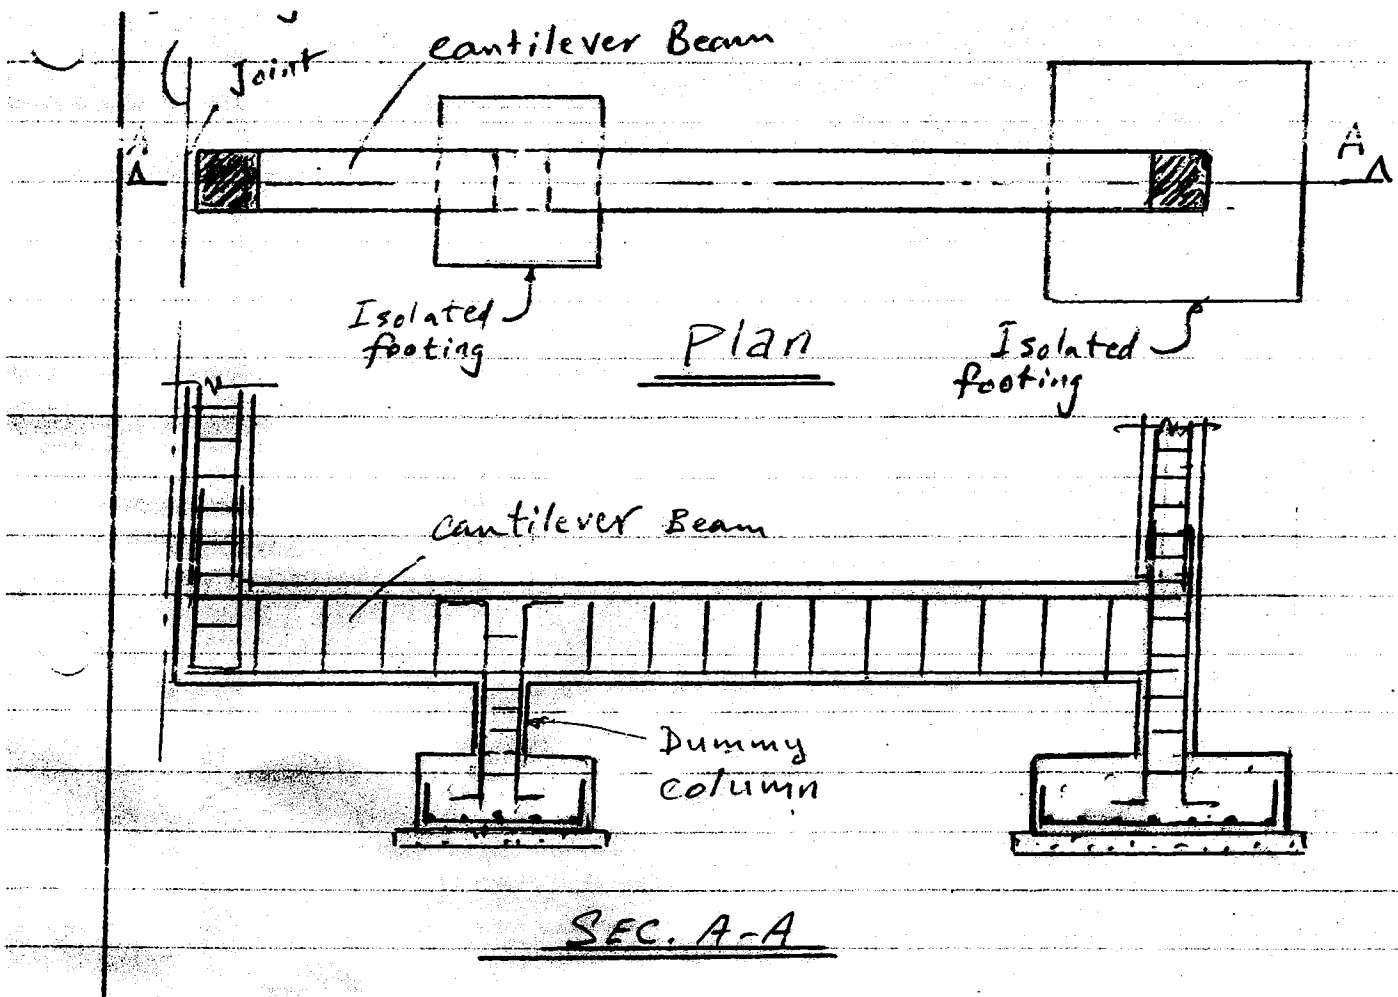 cantilever Beam
Joint
A
A
Isolated
footing
Plan
Isolated
footing
cantilever Beam
Dummy
column
SEC. A-A